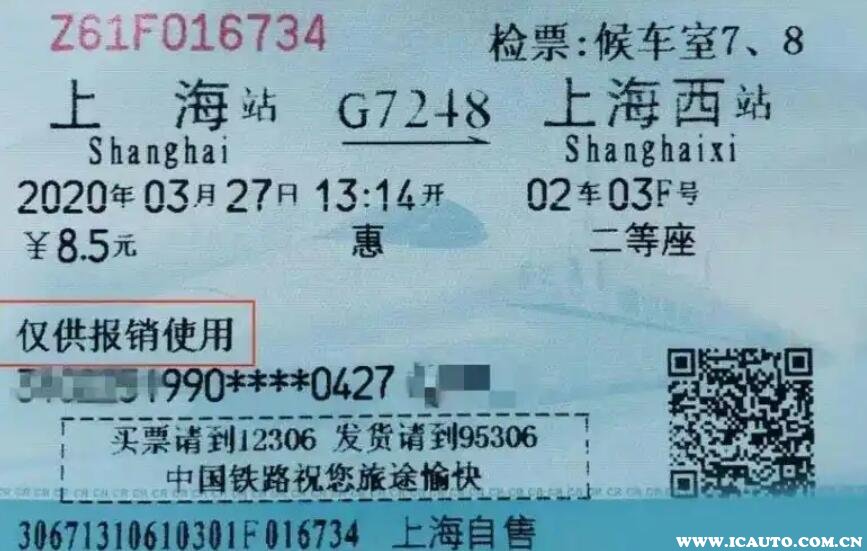 Z61F016734 检票:候车室7、8
上海站 G7248 上海西站
Shanghai Shanghaixi
2020年03月27日 13:14开 02车03F号
¥8.5元 惠 二等座
仅供报销使用
1990****0427
买票请到12306 发货请到95306
中国铁路祝您旅途愉快
30671310610301F016734 上海自售
WWW.ICAUTO.COM.CN